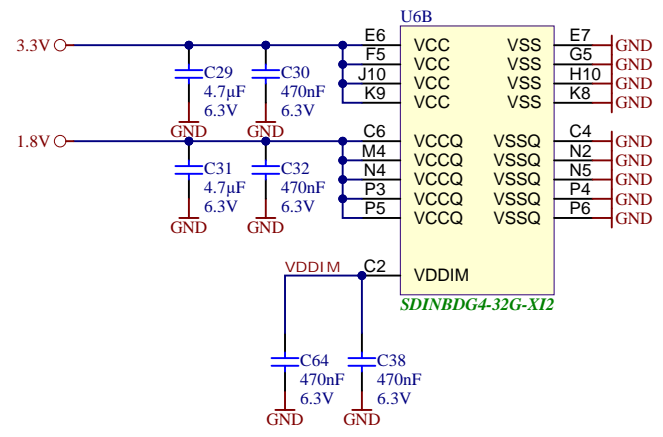 U6B
3.3V
E6 VCC VSS E7 GND
F5 VCC VSS G5 GND
J10 VCC VSS H10 GND
K9 VCC VSS K8 GND
C29 C30
4.7µF 470nF
6.3V 6.3V
GND GND
1.8V
C6 VCCQ VSSQ C4 GND
M4 VCCQ VSSQ N2 GND
N4 VCCQ VSSQ N5 GND
P3 VCCQ VSSQ P4 GND
P5 VCCQ VSSQ P6 GND
C31 C32
4.7µF 470nF
6.3V 6.3V
GND GND
VDDIM C2 VDDIM
SDINBDG4-32G-XI2
C64 C38
470nF 470nF
6.3V 6.3V
GND GND